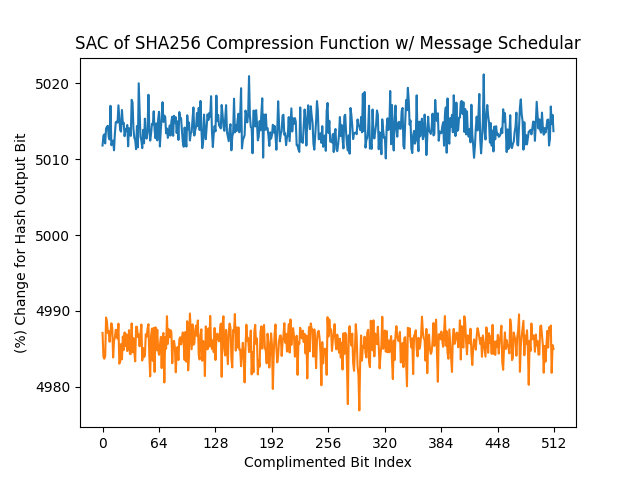 SAC of SHA256 Compression Function w/ Message Schedular
(%) Change for Hash Output Bit
5020
5010
5000
4990
4980
0 64 128 192 256 320 384 448 512
Complimented Bit Index